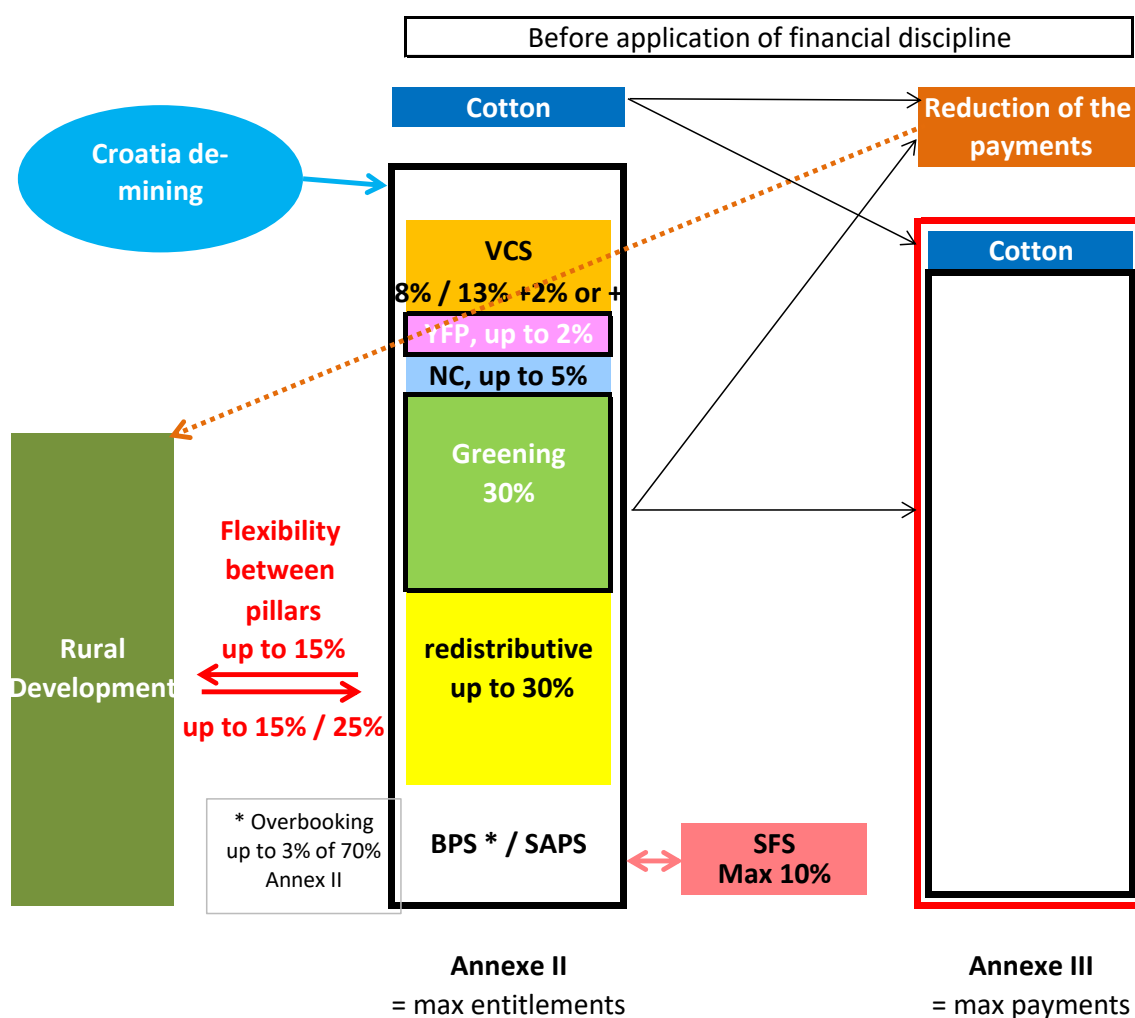 Before application of financial discipline
Cotton
Reduction of the
payments
Croatia de-
mining
VCS
8% / 13% +2% or +
YFP, up to 2%
NC, up to 5%
Greening
30%
Cotton
Flexibility
between
pillars
up to 15%
up to 15% / 25%
Rural
Development
redistributive
up to 30%
* Overbooking
up to 3% of 70%
Annex II
BPS * / SAPS
SFS
Max 10%
Annexe II
= max entitlements
Annexe III
= max payments